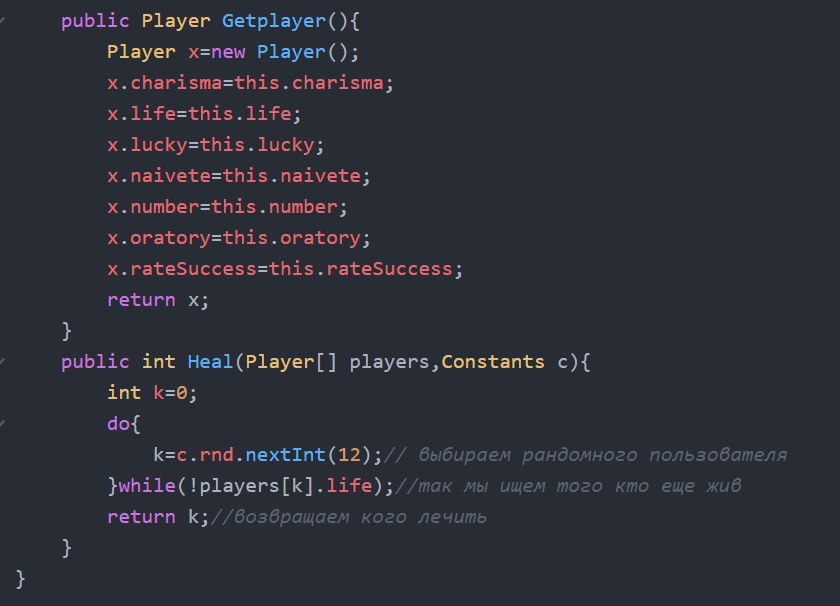 public Player Getplayer(){
Player x=new Player();
x.charisma=this.charisma;
x.life=this.life;
x.lucky=this.lucky;
x.naivete=this.naivete;
x.number=this.number;
x.oratory=this.oratory;
x.rateSuccess=this.rateSuccess;
return x;
}
public int Heal(Player[] players,Constants c){
int k=0;
do{
k=c.rnd.nextInt(12);// выбираем рандомного пользователя
}while(!players[k].life);//так мы ищем того кто еще жив
return k;//возвращаем кого лечить
}
}